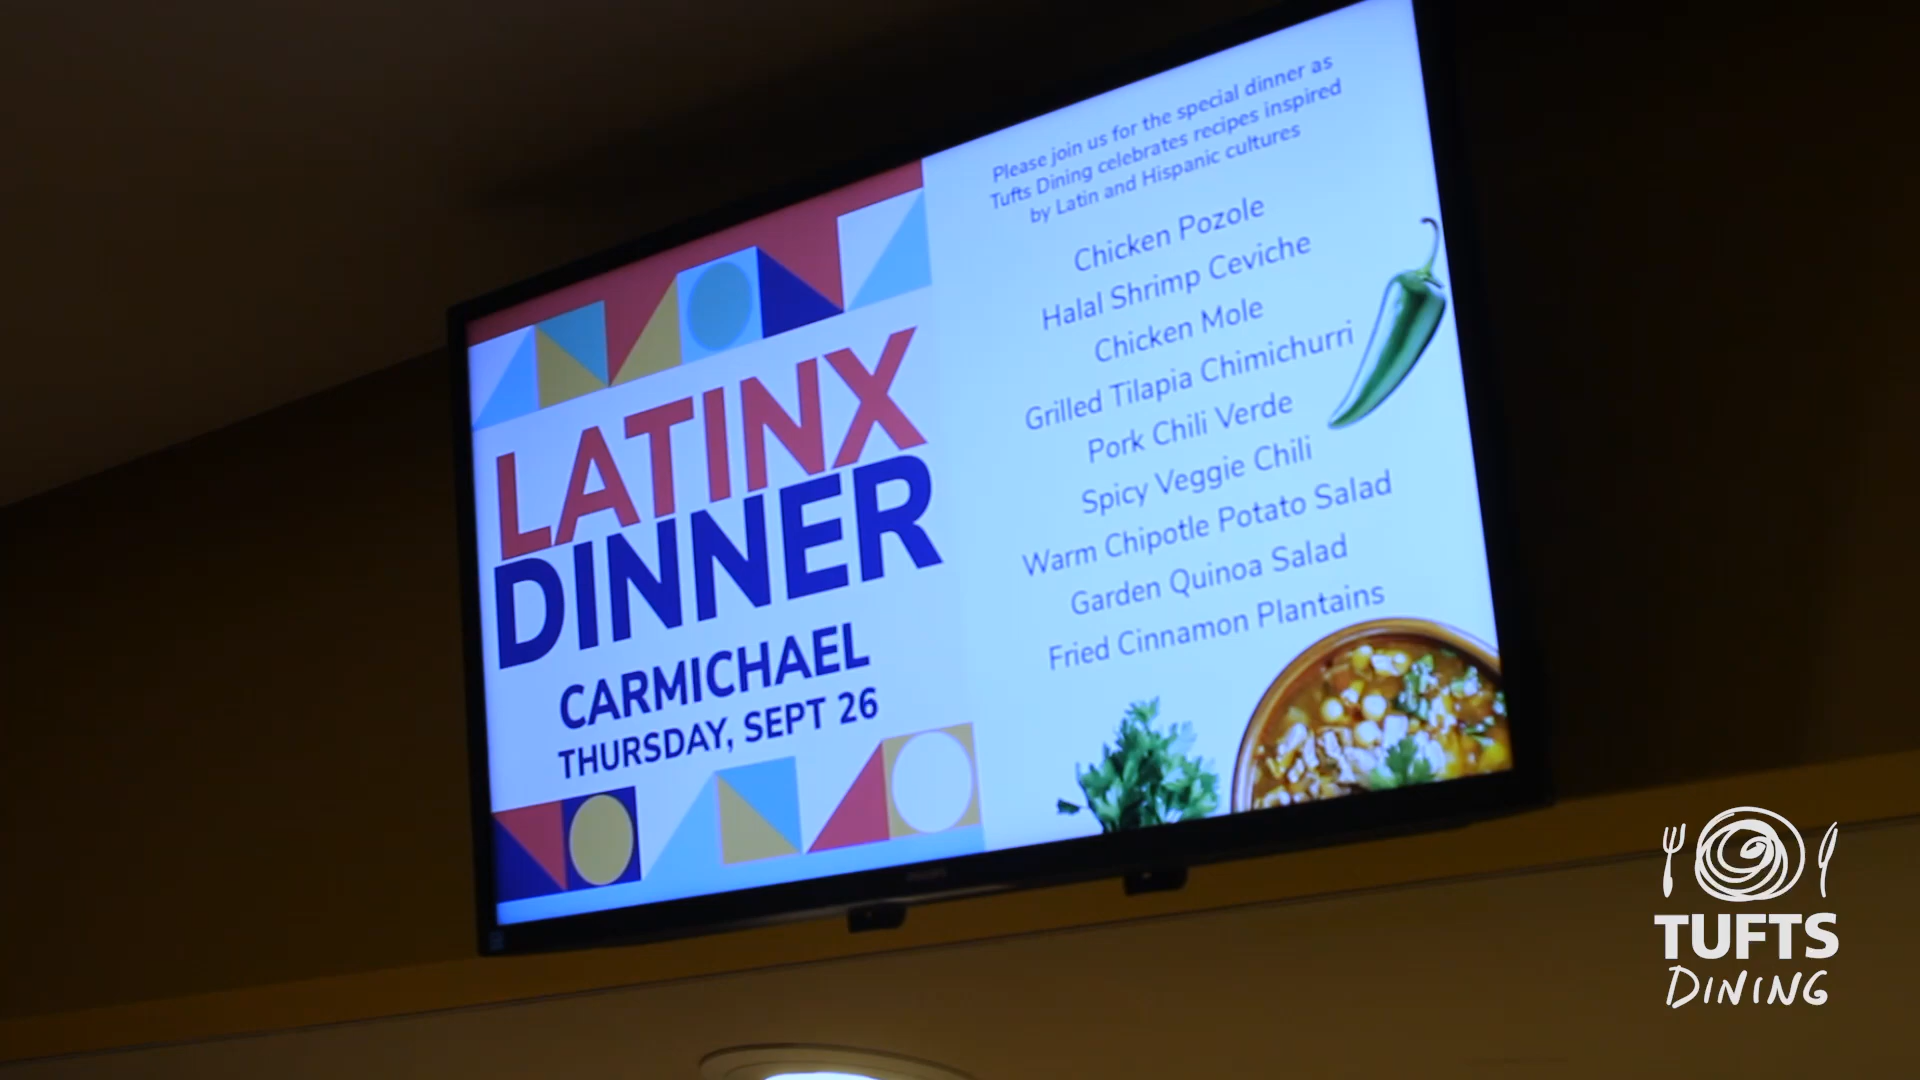 LATINX
DINNER
CARMICHAEL
THURSDAY, SEPT 26
Please join us for the special dinner as
Tufts Dining celebrates recipes inspired
by Latin and Hispanic cultures
Chicken Pozole
Halal Shrimp Ceviche
Chicken Mole
Grilled Tilapia Chimichurri
Pork Chili Verde
Spicy Veggie Chili
Warm Chipotle Potato Salad
Garden Quinoa Salad
Fried Cinnamon Plantains
TUFTS
DINING